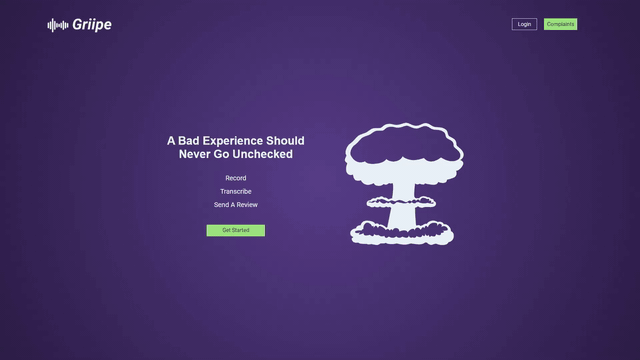 Griipe
Login
Complaints
A Bad Experience Should
Never Go Unchecked
Record
Transcribe
Send A Review
Get Started